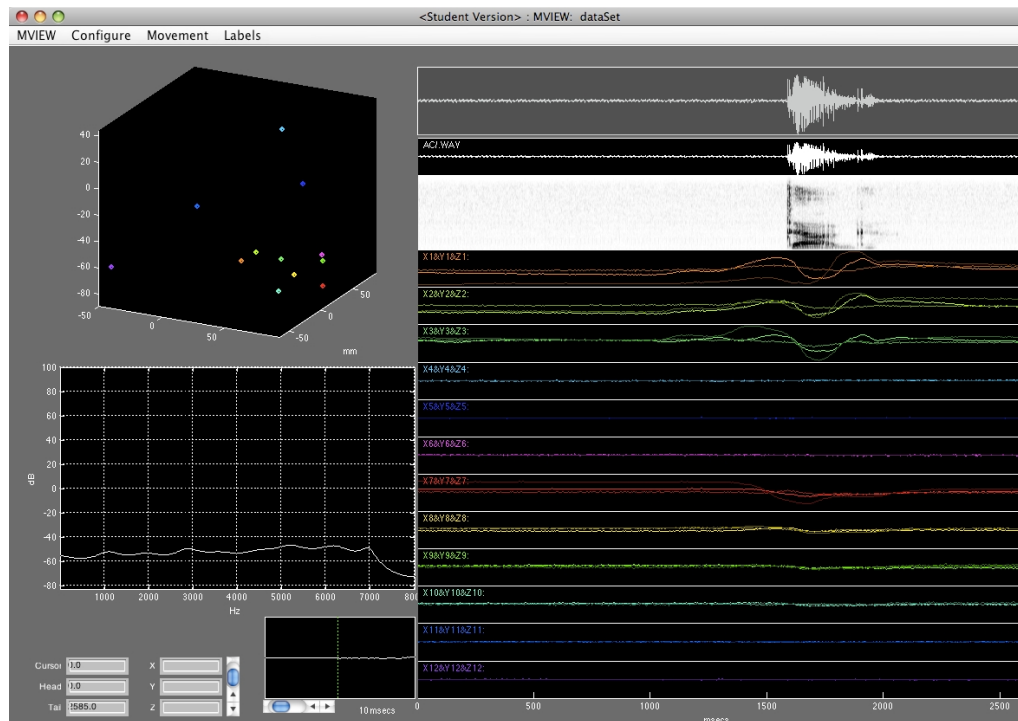 <Student Version> : MVIEW: dataSet
MVIEW Configure Movement Labels
40
20
0
-20
-40
-60
-80
-50
0
50
-50
0
50
mm
100
80
60
40
20
0
-20
-40
-60
-80
dB
1000 2000 3000 4000 5000 6000 7000 800
Hz
Cursor 0.0 X
Head 0.0 Y
Tail 2585.0 Z
10 msecs
X1&Y1&Z1:
X2&Y2&Z2:
X3&Y3&Z3:
X4&Y4&Z4:
X5&Y5&Z5:
X6&Y6&Z6:
X7&Y7&Z7:
X8&Y8&Z8:
X9&Y9&Z9:
X10&Y10&Z10:
X11&Y11&Z11:
X12&Y12&Z12:
0 500 1000 1500 2000 2500
msecs